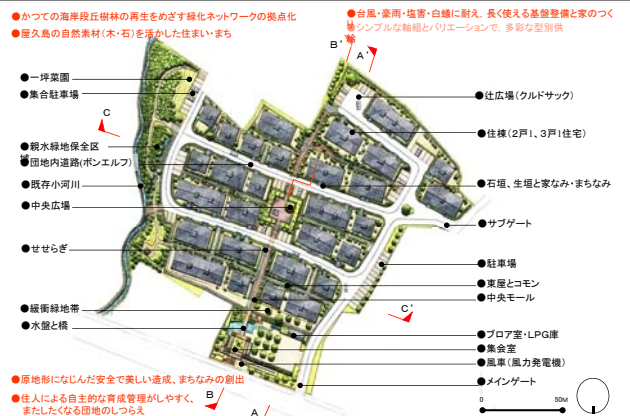 ●かつての海岸段丘樹林の再生をめざす緑化ネットワークの拠点化
●屋久島の自然素材(木・石)を活かした住まい・まち
●台風・豪雨・塩害・白蟻に耐え、長く使える基盤整備と家のつく
●シンプルな軸組とバリエーションで、多彩な型別供
B'
A'
●一坪菜園
●集合駐車場
C
●親水緑地保全区
域
●団地内道路(ボンエルフ)
●既存小河川
●中央広場
●せせらぎ
●緩衝緑地帯
●水盤と橋
●辻広場(クルドサック)
●住棟(2戸1、3戸1住宅)
●石垣、生垣と家なみ・まちなみ
●サブゲート
●駐車場
●東屋とコモン
●中央モール
C'
●ブロア室・LPG庫
●集会室
●風車(風力発電機)
●メインゲート
●原地形になじんだ安全で美しい造成、まちなみの創出
●住人による自主的な育成管理がしやすく、
またしたくなる団地のしつらえ
B
A
0
50M